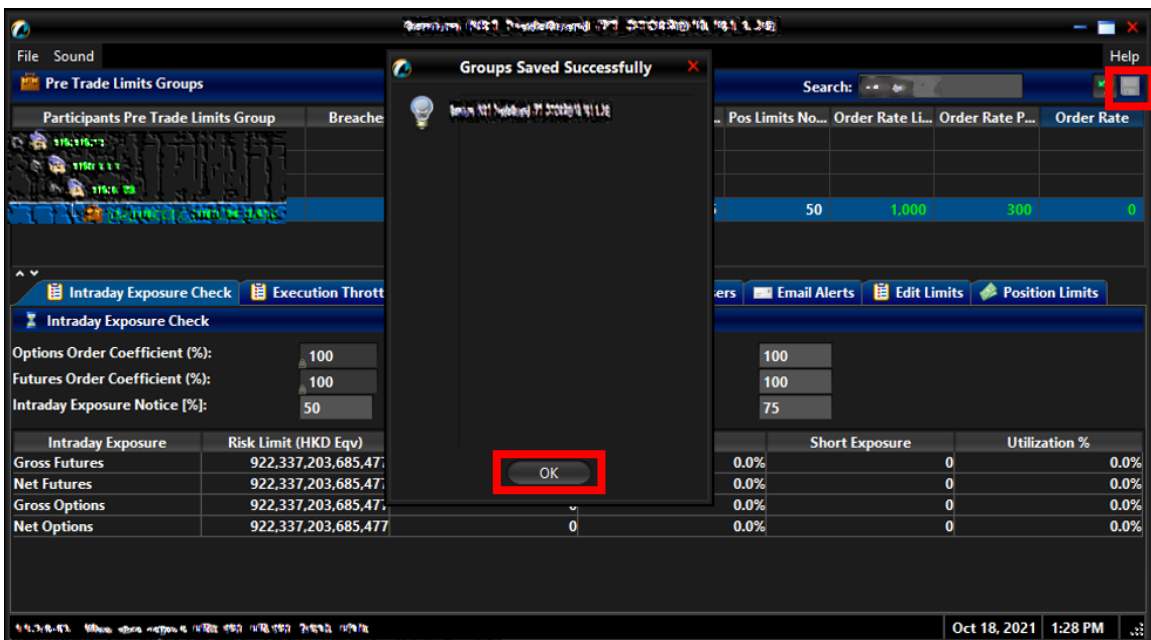 File Sound Help
Groups Saved Successfully
Pre Trade Limits Groups Search:
Participants Pre Trade Limits Group Breache .. Pos Limits No... Order Rate Li... Order Rate P... Order Rate
50 1,000 300 0
Intraday Exposure Check Execution Thrott ers Email Alerts Edit Limits Position Limits
Intraday Exposure Check
Options Order Coefficient (%): 100 100
Futures Order Coefficient (%): 100 100
Intraday Exposure Notice [%]: 50 75
Intraday Exposure Risk Limit (HKD Eqv) Short Exposure Utilization %
Gross Futures 922,337,203,685,477 0.0% 0 0.0%
Net Futures 922,337,203,685,477 0.0% 0 0.0%
OK
Gross Options 922,337,203,685,477 0 0.0% 0 0.0%
Net Options 922,337,203,685,477 0 0.0% 0 0.0%
Oct 18, 2021 1:28 PM